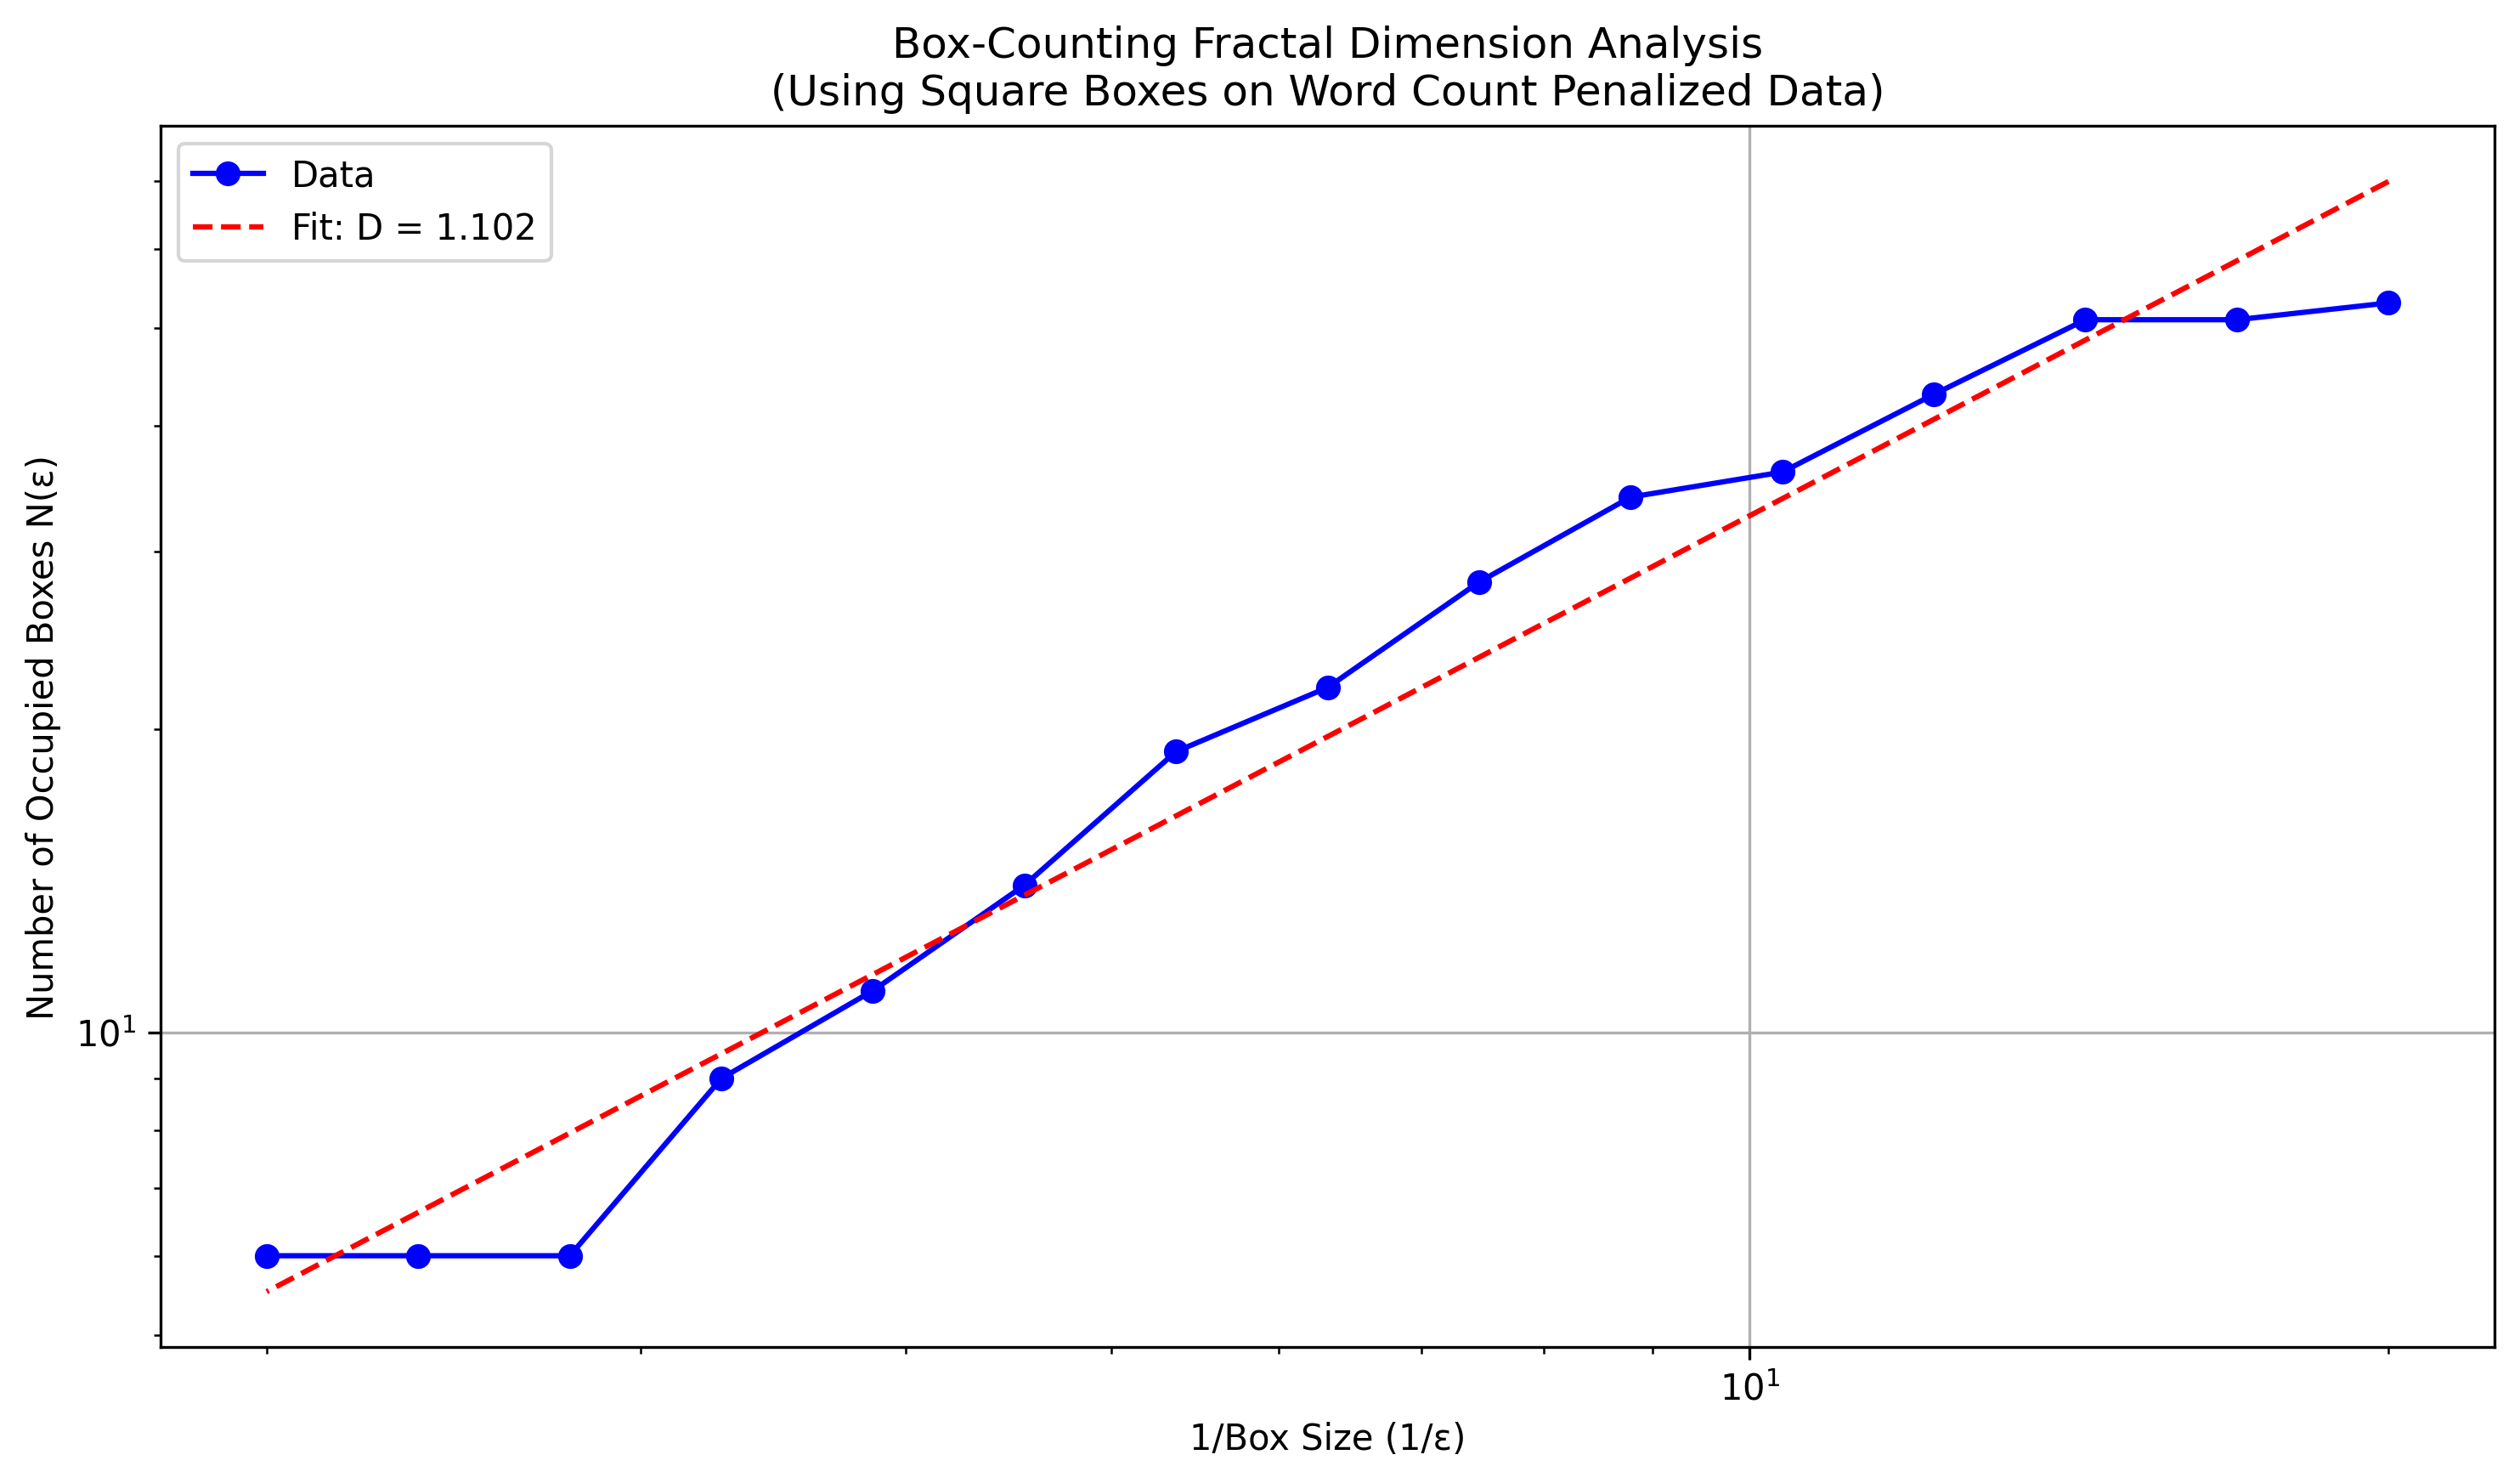 Box-Counting Fractal Dimension Analysis
(Using Square Boxes on Word Count Penalized Data)
Data
Fit: D = 1.102
Number of Occupied Boxes N(ε)
10¹
10¹
1/Box Size (1/ε)